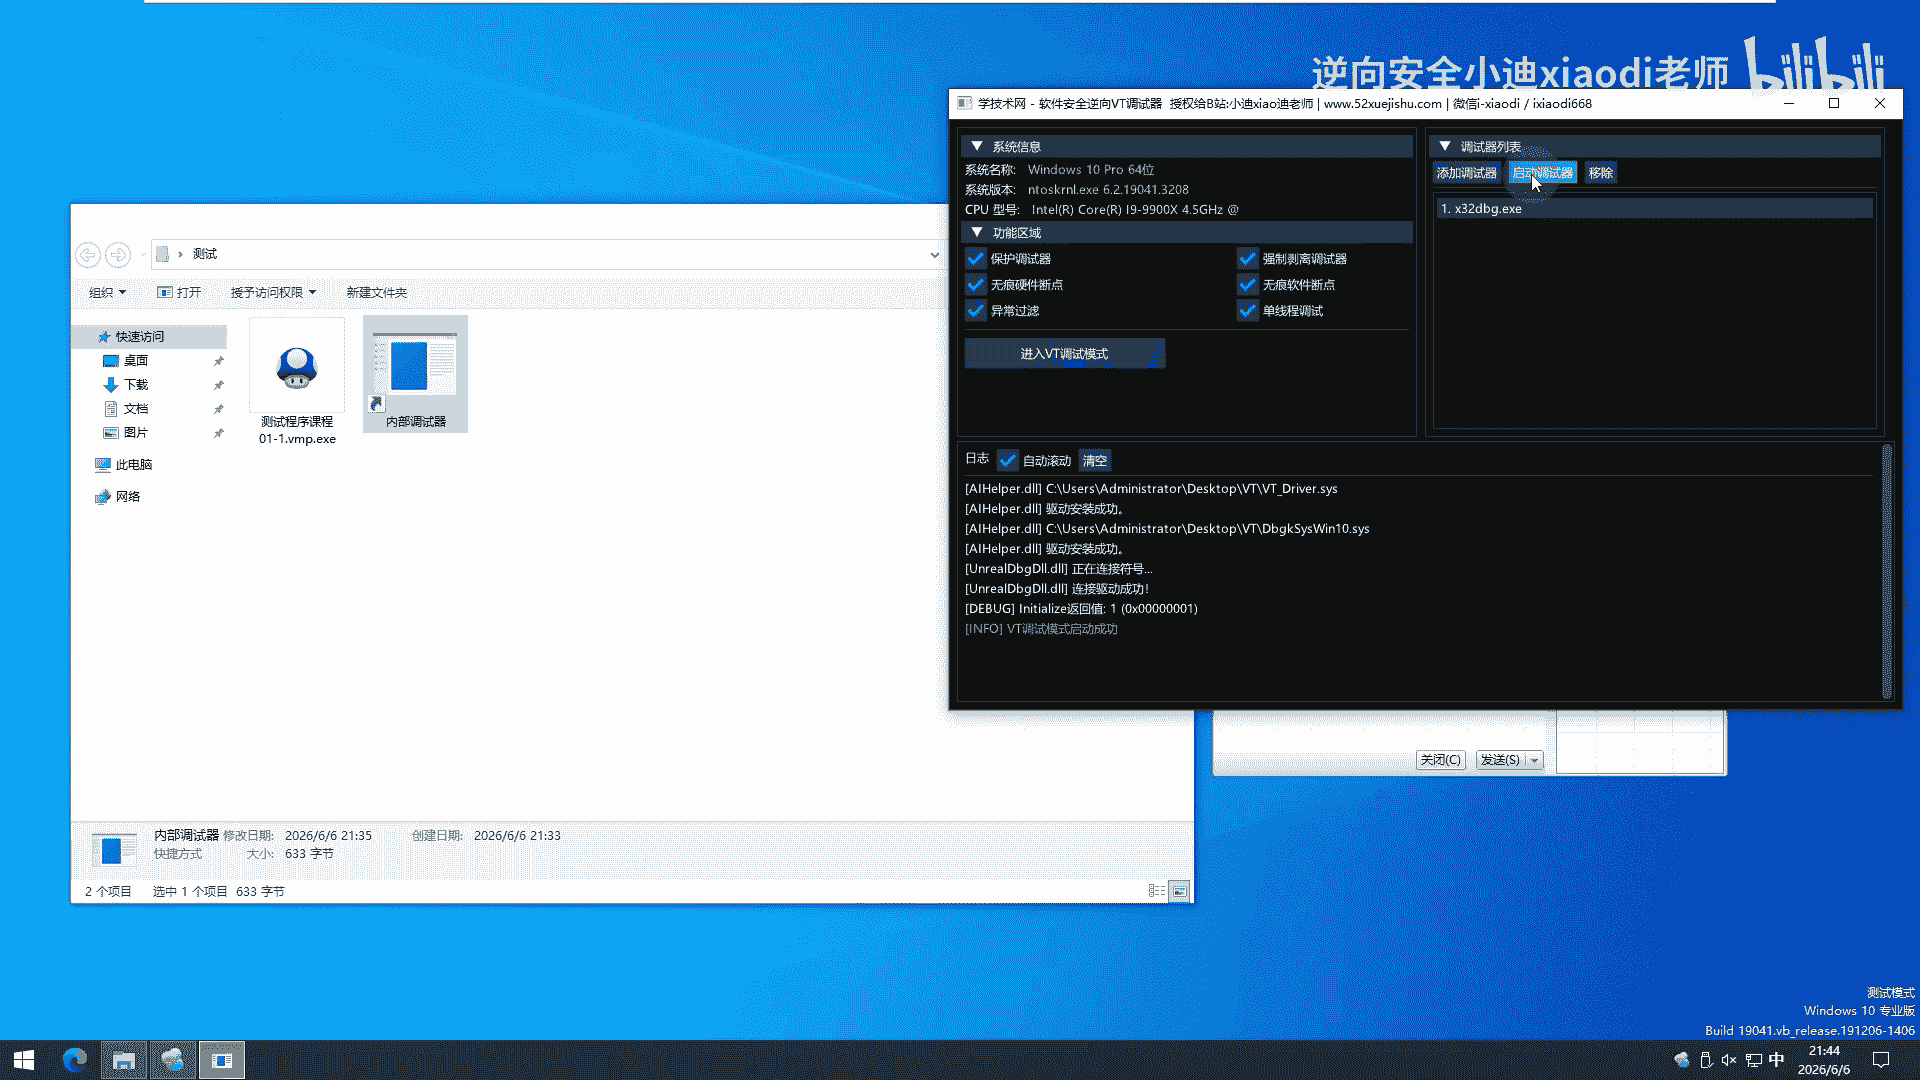 逆向安全小迪xiaodi老师 bilibili
学技术网 - 软件安全逆向VT调试器 授权给B站:小迪xiao迪老师 | www.52xuejishu.com | 微信i-xiaodi / ixiaodi668
系统信息
系统名称: Windows 10 Pro 64位
系统版本: ntoskrnl.exe 6.2.19041.3208
CPU 型号: Intel(R) Core(R) I9-9900X 4.5GHz @
功能区域
保护调试器
强制剥离调试器
无痕硬件断点
无痕软件断点
异常过滤
单线程调试
进入VT调试模式
调试器列表
添加调试器 启动调试器 移除
1. x32dbg.exe
日志 自动滚动 清空
[AIHelper.dll] C:\Users\Administrator\Desktop\VT\VT_Driver.sys
[AIHelper.dll] 驱动安装成功。
[AIHelper.dll] C:\Users\Administrator\Desktop\VT\DbgkSysWin10.sys
[AIHelper.dll] 驱动安装成功。
[UnrealDbgDll.dll] 正在连接符号...
[UnrealDbgDll.dll] 连接驱动成功!
[DEBUG] Initialize返回值: 1 (0x00000001)
[INFO] VT调试模式启动成功
测试
组织 打开 授予访问权限 新建文件夹
快速访问
桌面
下载
文档
图片
此电脑
网络
测试程序课程
01-1.vmp.exe
内部调试器
关闭(C) 发送(S)
内部调试器 修改日期: 2026/6/6 21:35 创建日期: 2026/6/6 21:33
快捷方式 大小: 633 字节
2 个项目 选中 1 个项目 633 字节
测试模式
Windows 10 专业版
Build 19041.vb_release.191206-1406
中
21:44
2026/6/6